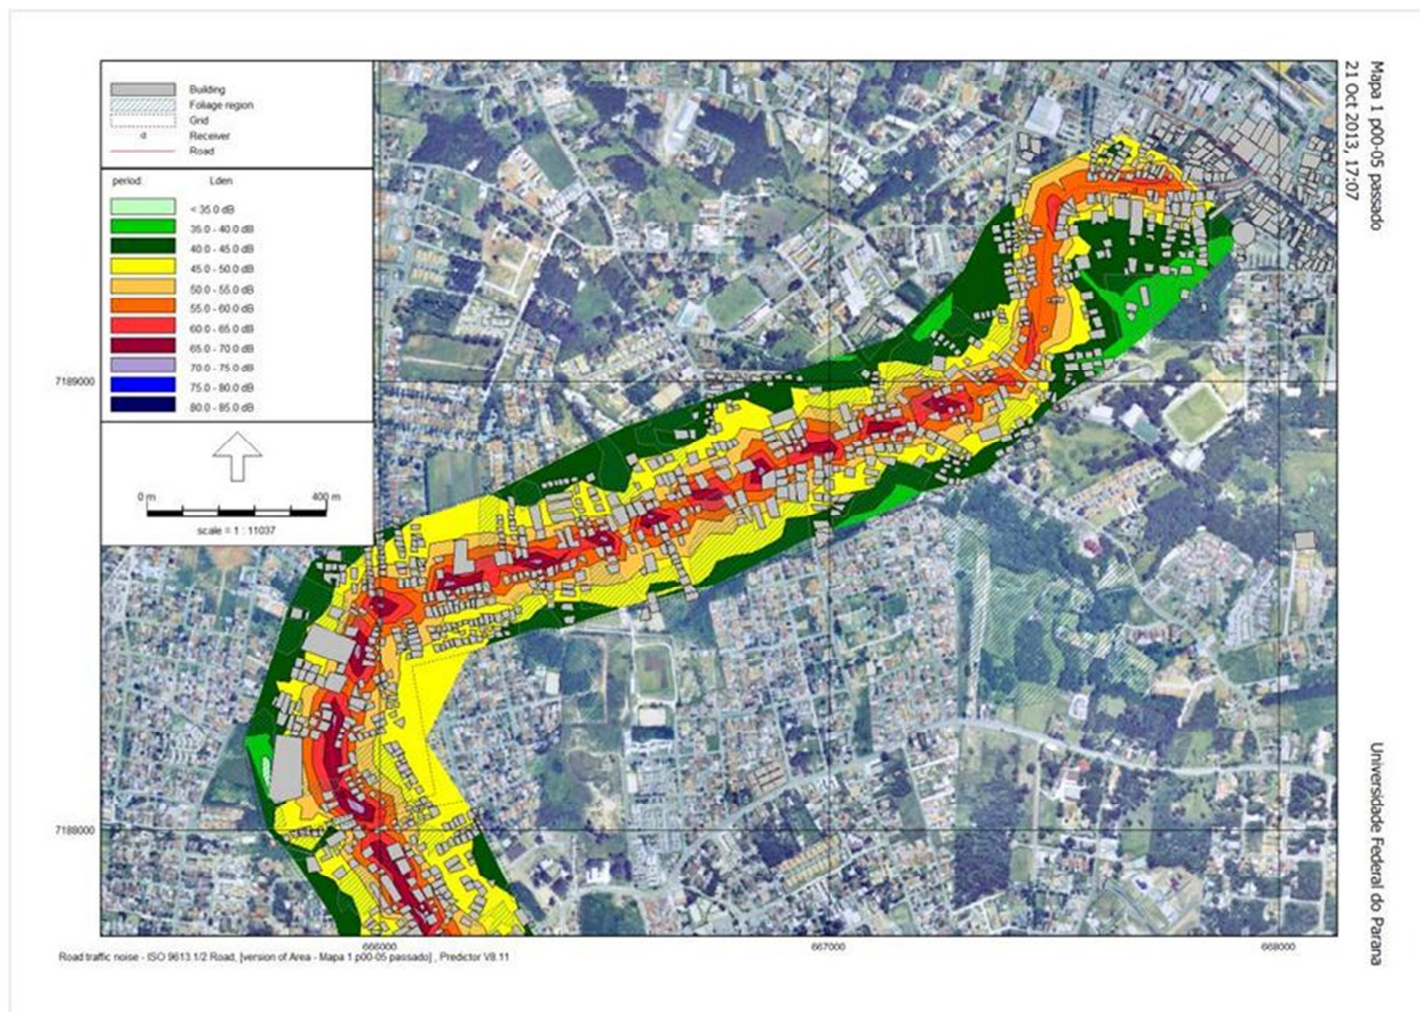 Building
Foliage region
Grid
Receiver
Road
period.
Lden
< 35.0 dB
35.0 - 40.0 dB
40.0 - 45.0 dB
45.0 - 50.0 dB
50.0 - 55.0 dB
55.0 - 60.0 dB
60.0 - 65.0 dB
65.0 - 70.0 dB
70.0 - 75.0 dB
75.0 - 80.0 dB
80.0 - 85.0 dB
0 m
400 m
scale = 1 : 11037
7189000
7188000
666000
667000
668000
Road traffic noise - ISO 9613.1/2 Road, [version of Area - Mapa 1 p00-05 passado] , Predictor V8.11
Mapa 1 p00-05 passado
21 Oct 2013, 17:07
Universidade Federal do Parana